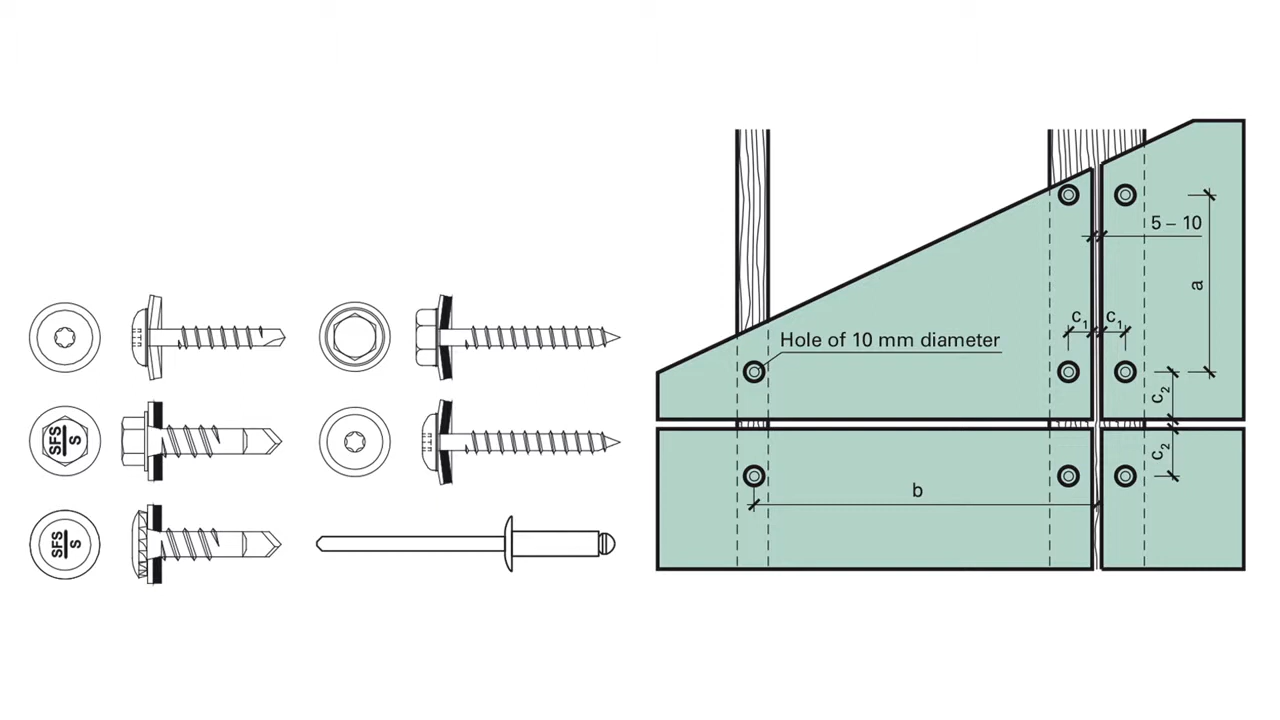 SFS
S
SFS
S
5 – 10
a
c1 c1
Hole of 10 mm diameter
c2
c2
b